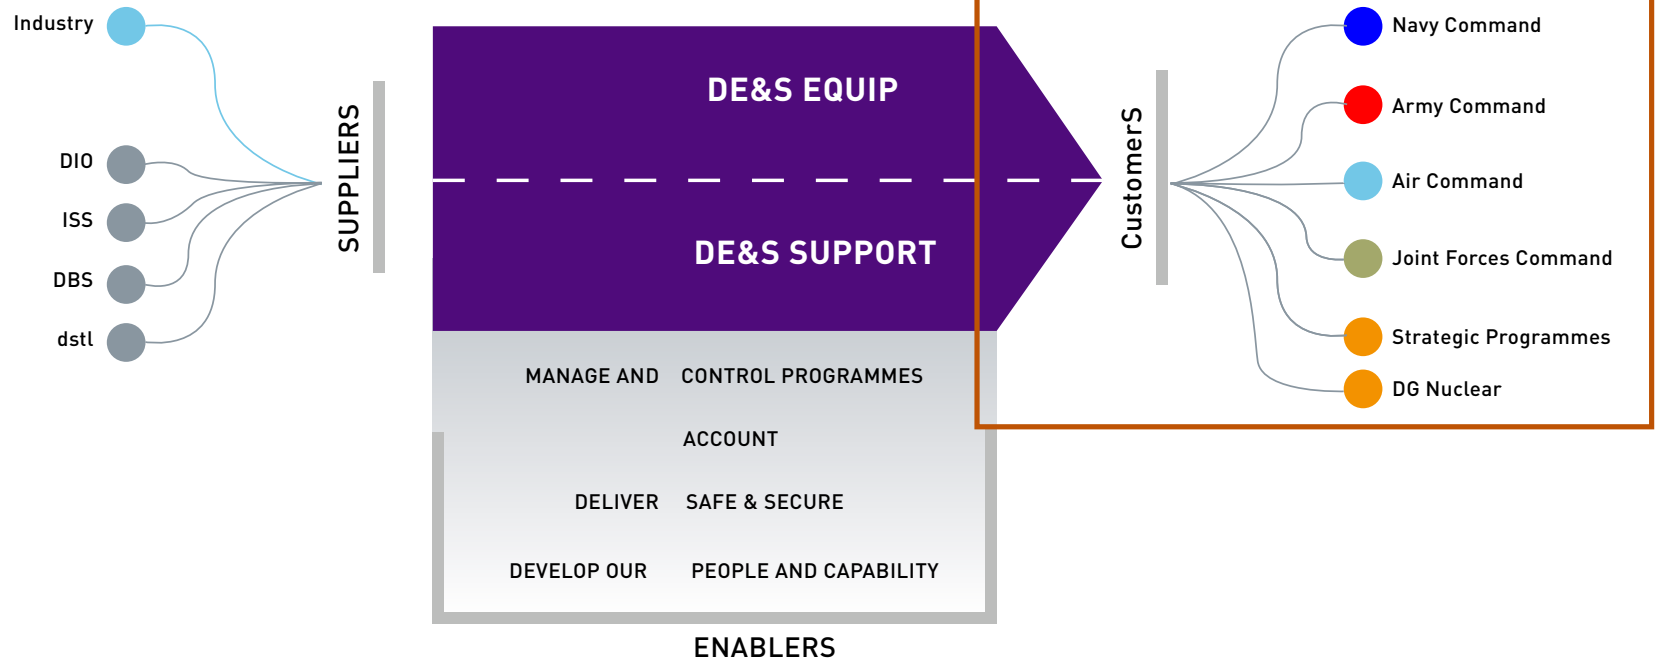 Industry
DIO
ISS
DBS
dstl
SUPPLIERS
DE&S EQUIP
DE&S SUPPORT
MANAGE AND CONTROL PROGRAMMES
ACCOUNT
DELIVER SAFE & SECURE
DEVELOP OUR PEOPLE AND CAPABILITY
ENABLERS
CustomerS
Navy Command
Army Command
Air Command
Joint Forces Command
Strategic Programmes
DG Nuclear